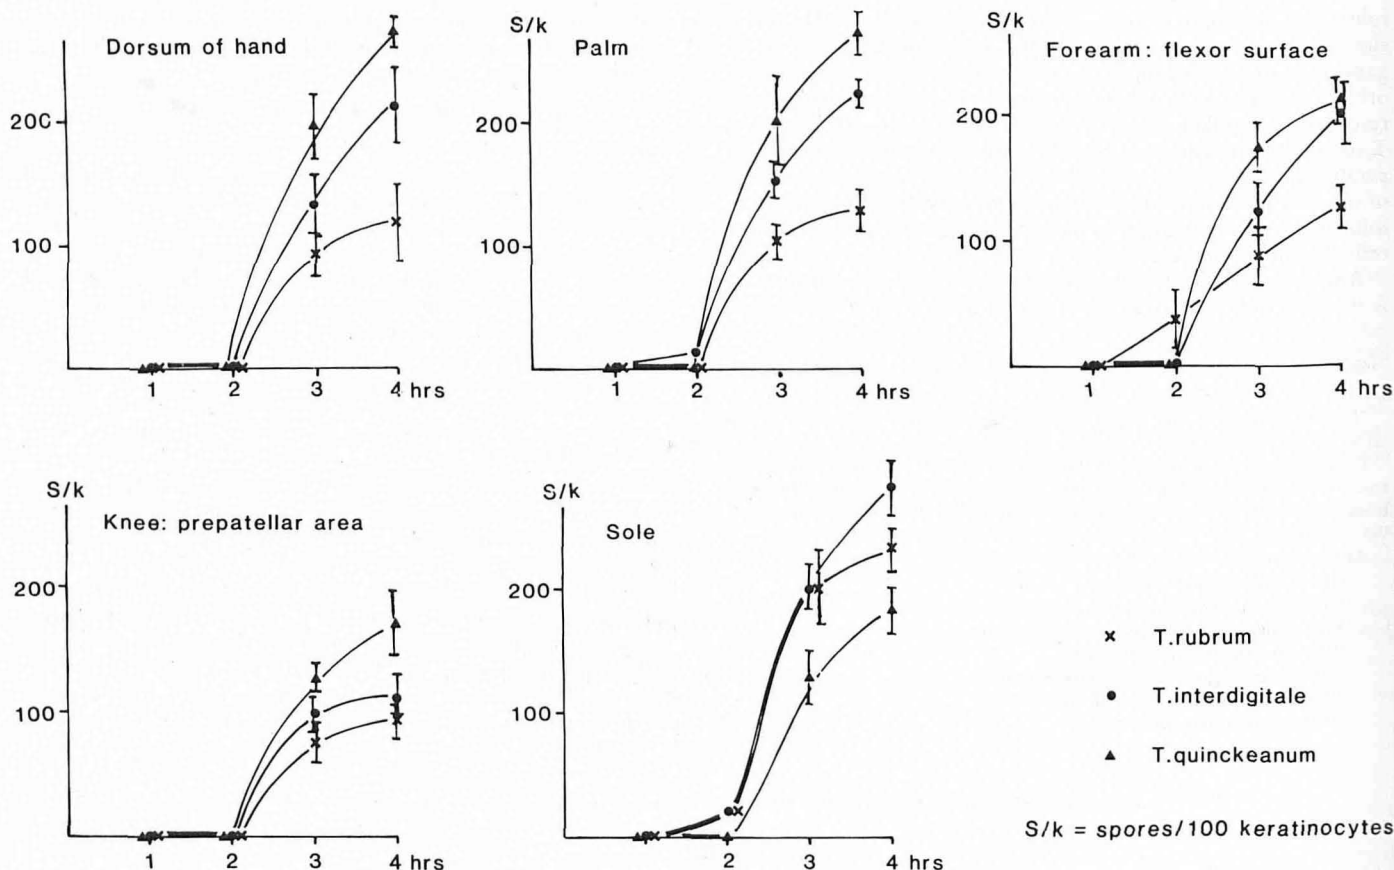 Dorsum of hand
200
100
1 2 3 4 hrs
S/k
Palm
200
100
1 2 3 4 hrs
S/k
Forearm: flexor surface
200
100
1 2 3 4 hrs
S/k
Knee: prepatellar area
200
100
1 2 3 4 hrs
S/k
Sole
200
100
2 3 4 hrs
T.rubrum
T.interdigitale
T.quinckeanum
S/k = spores/100 keratinocytes